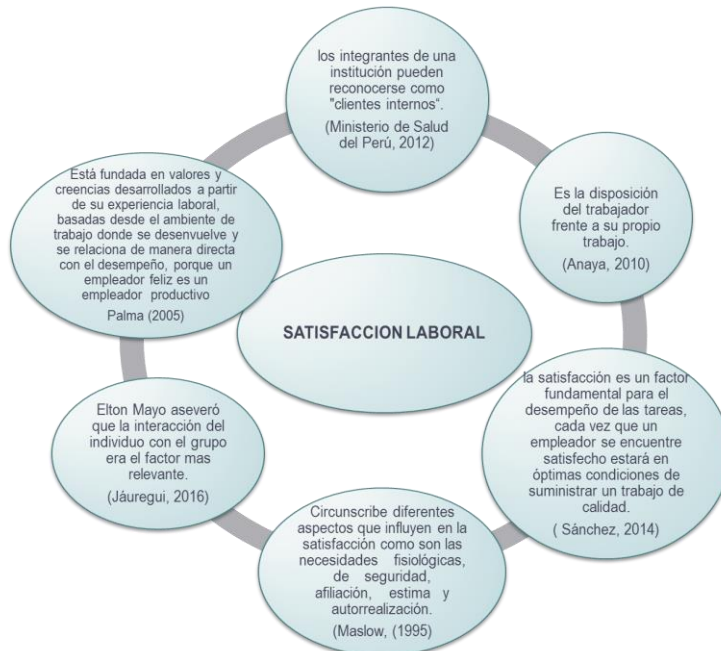 los integrantes de una
institución pueden
reconocerse como
"clientes internos“.
(Ministerio de Salud
del Perú, 2012)
Es la disposición
del trabajador
frente a su propio
trabajo.
(Anaya, 2010)
la satisfacción es un factor
fundamental para el
desempeño de las tareas,
cada vez que un
empleador se encuentre
satisfecho estará en
óptimas condiciones de
suministrar un trabajo de
calidad.
( Sánchez, 2014)
Circunscribe diferentes
aspectos que influyen en la
satisfacción como son las
necesidades fisiológicas,
de seguridad,
afiliación, estima y
autorrealización.
(Maslow, (1995)
Elton Mayo aseveró
que la interacción del
individuo con el grupo
era el factor mas
relevante.
(Jáuregui, 2016)
Está fundada en valores y
creencias desarrollados a partir
de su experiencia laboral,
basadas desde el ambiente de
trabajo donde se desenvuelve y
se relaciona de manera directa
con el desempeño, porque un
empleador feliz es un
empleador productivo
Palma (2005)
SATISFACCION LABORAL